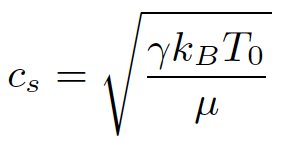 c_s = \sqrt{\frac{\gamma k_B T_0}{\mu}}